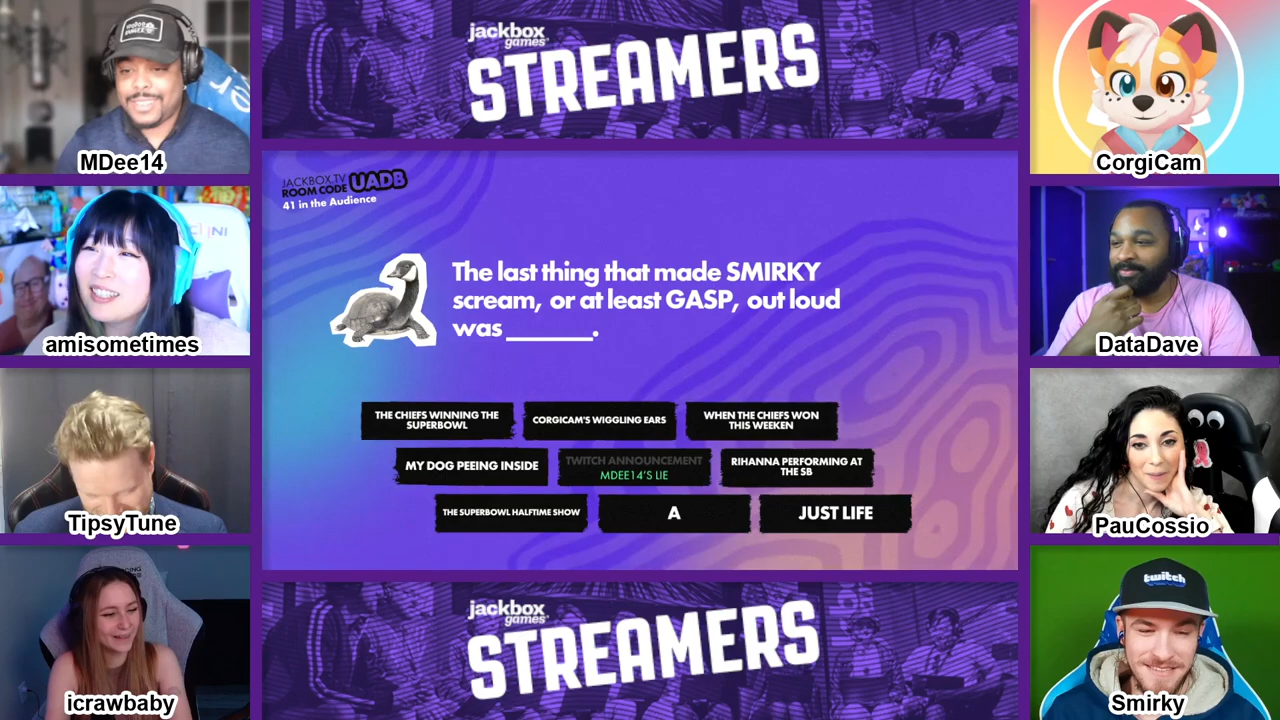 jackbox
games
STREAMERS
MDee14
CorgiCam
JACKBOX.TV
ROOM CODE UADB
41 in the Audience
The last thing that made SMIRKY
scream, or at least GASP, out loud
was ______.
amisometimes
DataDave
THE CHIEFS WINNING THE
SUPERBOWL
CORGICAM'S WIGGLING EARS
WHEN THE CHIEFS WON
THIS WEEKEN
MY DOG PEEING INSIDE
TWITCH ANNOUNCEMENT
MDEE14'S LIE
RIHANNA PERFORMING AT
THE SB
THE SUPERBOWL HALFTIME SHOW
A
JUST LIFE
TipsyTune
PauCossio
twitch
jackbox
games
STREAMERS
icrawbaby
Smirky